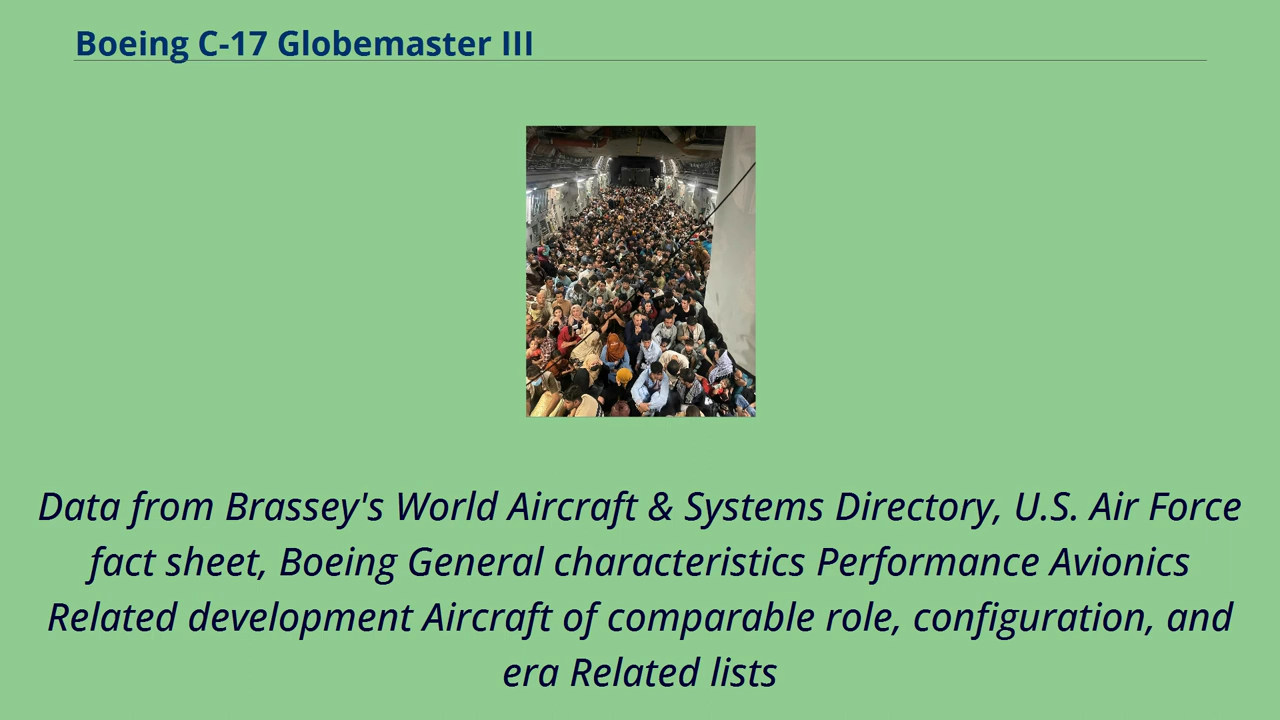 Boeing C-17 Globemaster III
Data from Brassey's World Aircraft & Systems Directory, U.S. Air Force
fact sheet, Boeing General characteristics Performance Avionics
Related development Aircraft of comparable role, configuration, and
era Related lists